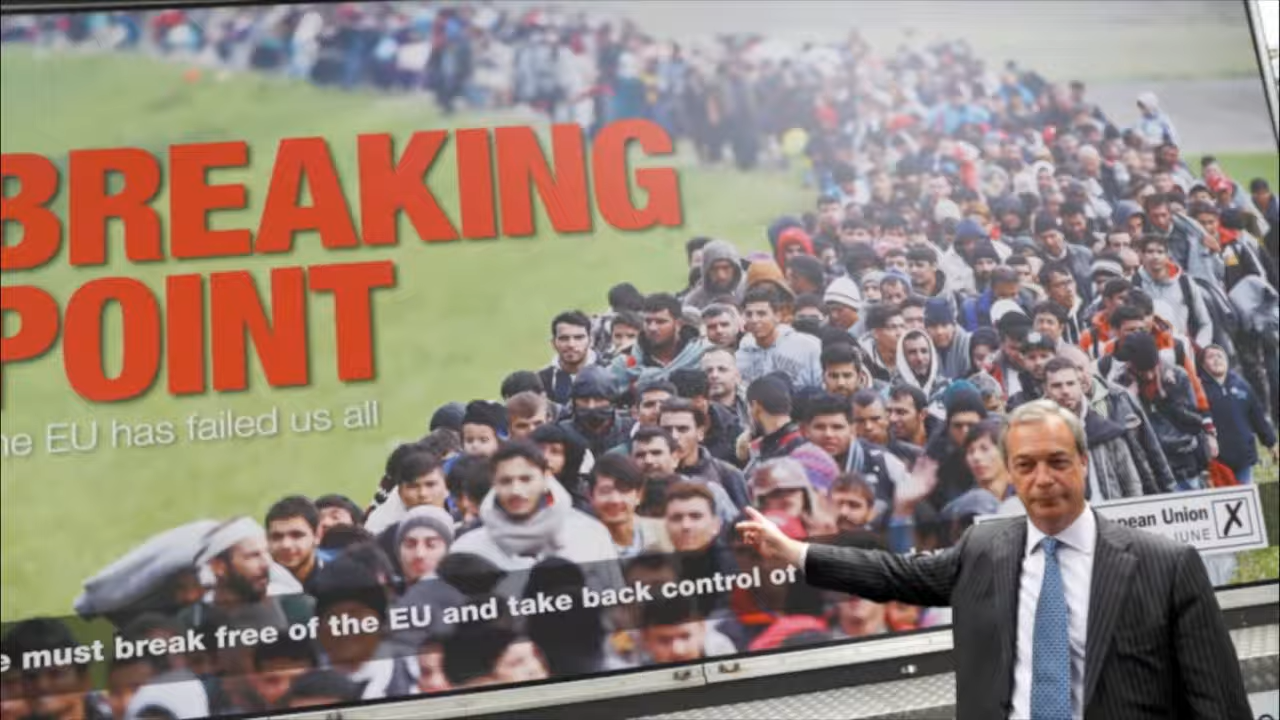 BREAKING
POINT
he EU has failed us all
e must break free of the EU and take back control of
pean Union X
JUNE